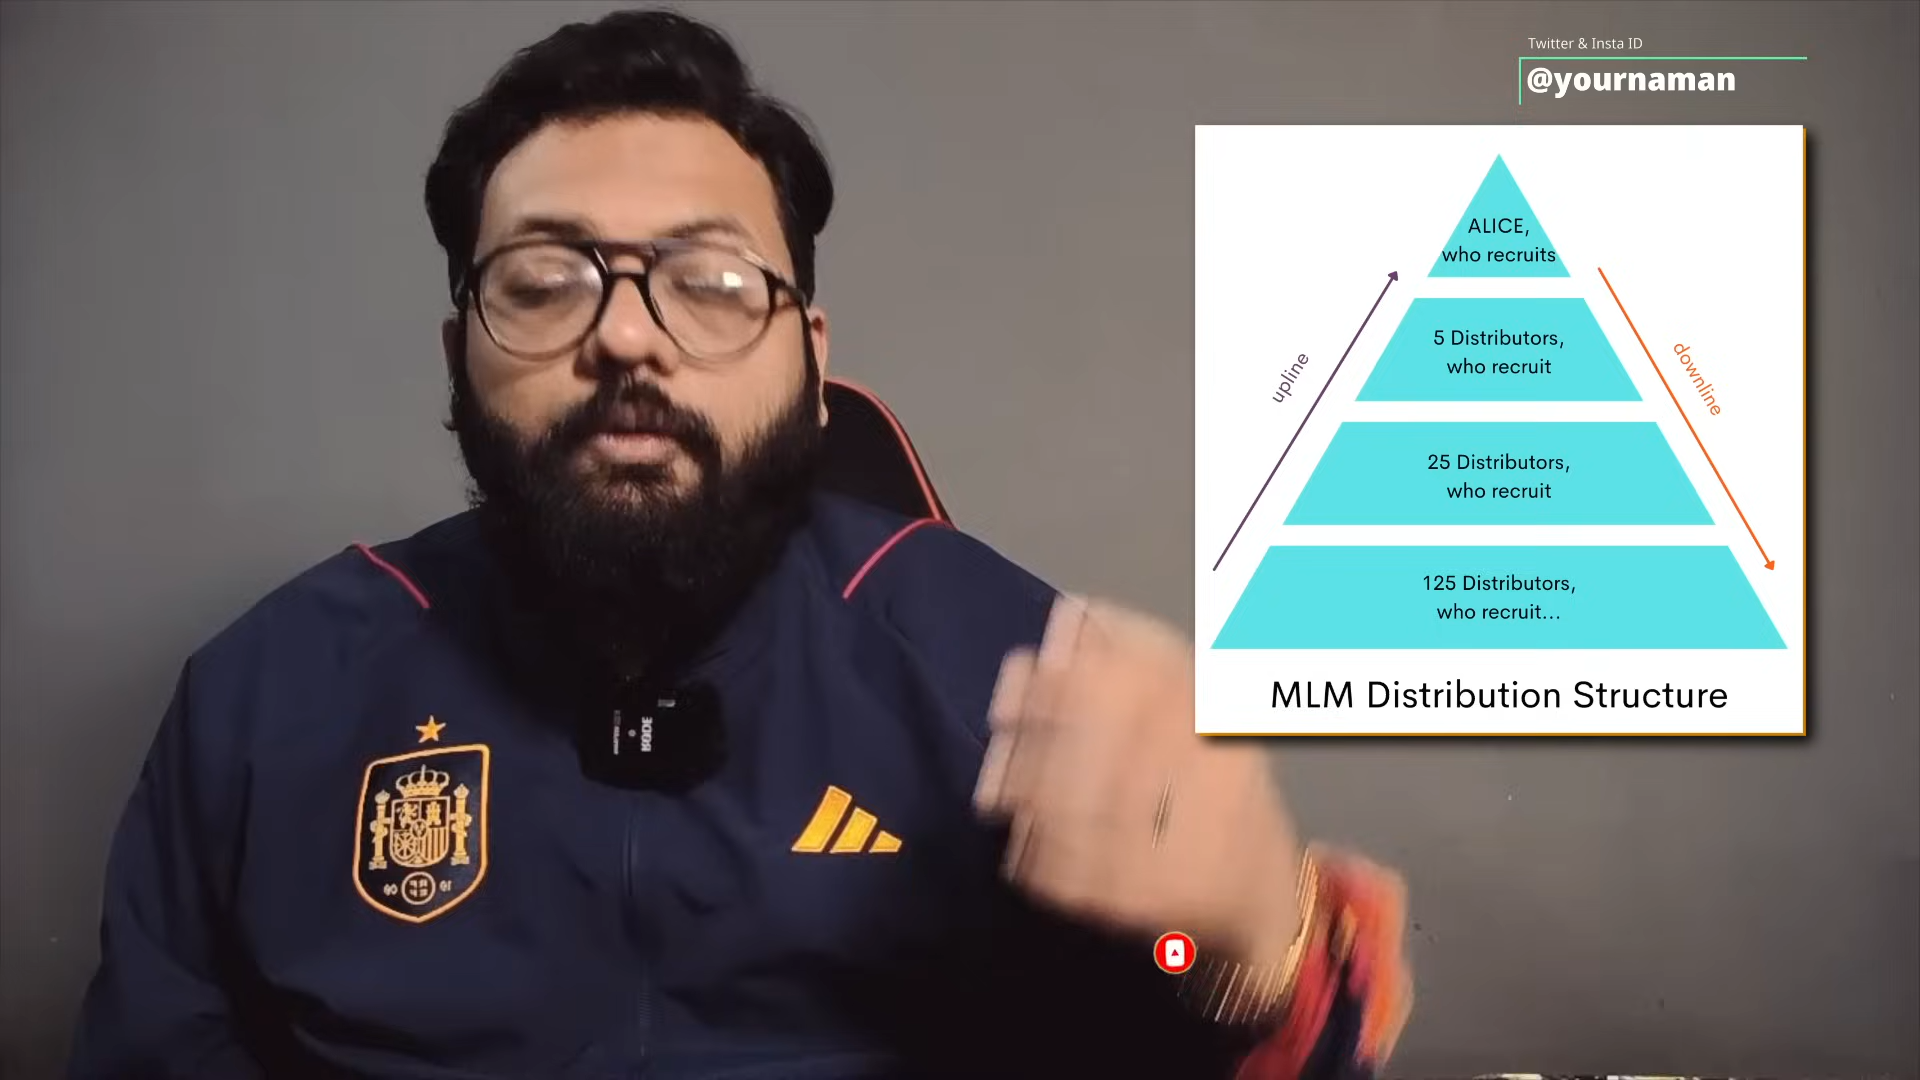 Twitter & Insta ID
@yournaman
ALICE,
who recruits
5 Distributors,
who recruit
25 Distributors,
who recruit
125 Distributors,
who recruit...
upline
downline
MLM Distribution Structure
RODE